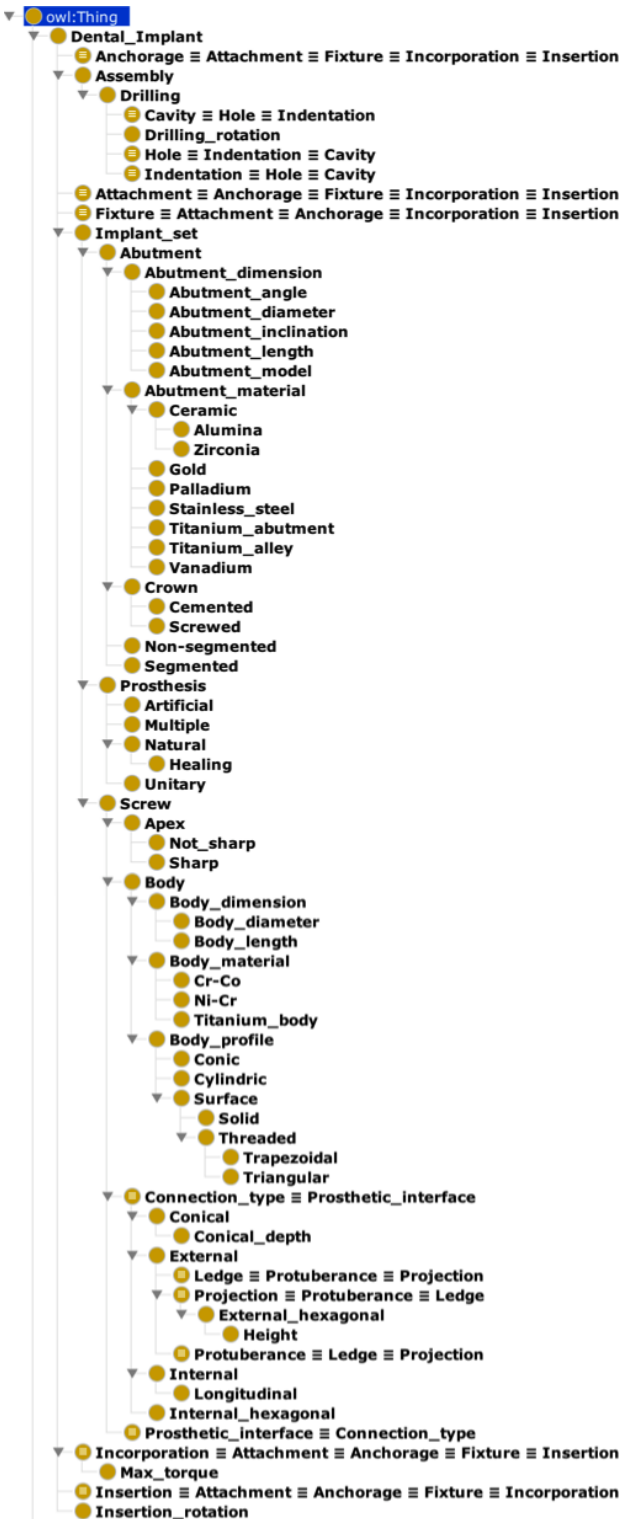 owl:Thing
Dental_Implant
Anchorage ≡ Attachment ≡ Fixture ≡ Incorporation ≡ Insertion
Assembly
Drilling
Cavity ≡ Hole ≡ Indentation
Drilling_rotation
Hole ≡ Indentation ≡ Cavity
Indentation ≡ Hole ≡ Cavity
Attachment ≡ Anchorage ≡ Fixture ≡ Incorporation ≡ Insertion
Fixture ≡ Attachment ≡ Anchorage ≡ Incorporation ≡ Insertion
Implant_set
Abutment
Abutment_dimension
Abutment_angle
Abutment_diameter
Abutment_inclination
Abutment_length
Abutment_model
Abutment_material
Ceramic
Alumina
Zirconia
Gold
Palladium
Stainless_steel
Titanium_abutment
Titanium_alley
Vanadium
Crown
Cemented
Screwed
Non-segmented
Segmented
Prosthesis
Artificial
Multiple
Natural
Healing
Unitary
Screw
Apex
Not_sharp
Sharp
Body
Body_dimension
Body_diameter
Body_length
Body_material
Cr-Co
Ni-Cr
Titanium_body
Body_profile
Conic
Cylindric
Surface
Solid
Threaded
Trapezoidal
Triangular
Connection_type ≡ Prosthetic_interface
Conical
Conical_depth
External
Ledge ≡ Protuberance ≡ Projection
Projection ≡ Protuberance ≡ Ledge
External_hexagonal
Height
Protuberance ≡ Ledge ≡ Projection
Internal
Longitudinal
Internal_hexagonal
Prosthetic_interface ≡ Connection_type
Incorporation ≡ Attachment ≡ Anchorage ≡ Fixture ≡ Insertion
Max_torque
Insertion ≡ Attachment ≡ Anchorage ≡ Fixture ≡ Incorporation
Insertion_rotation